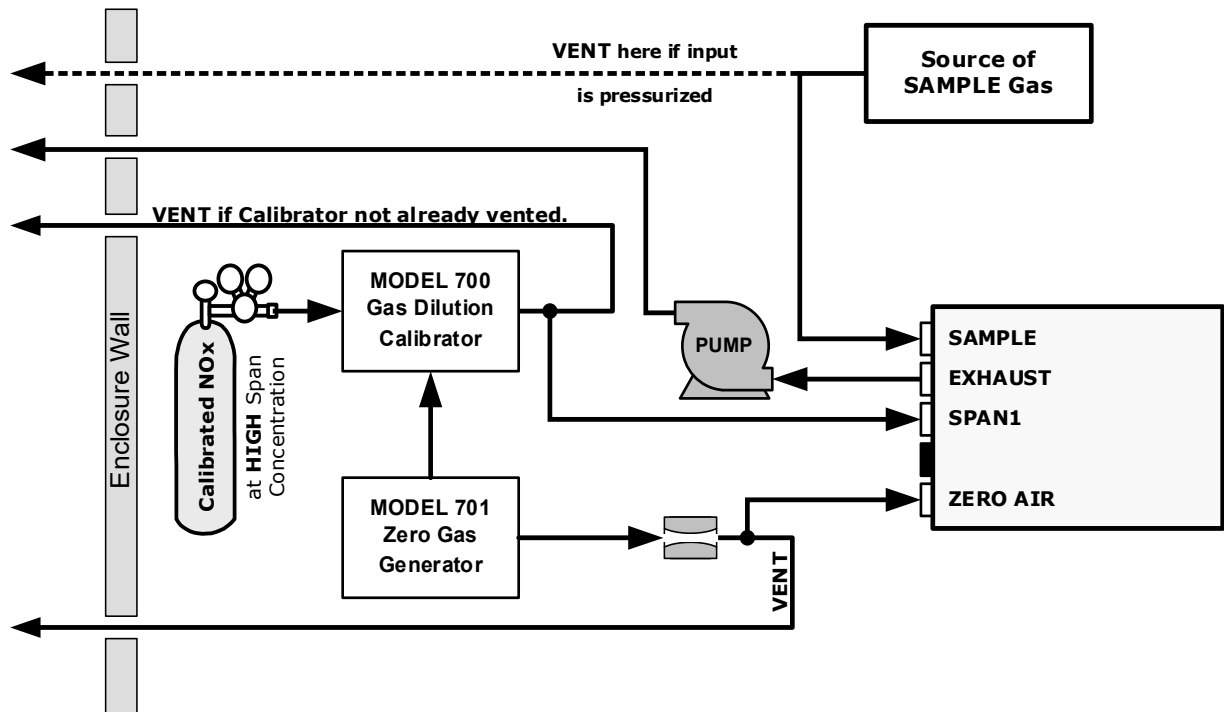 VENT here if input
is pressurized
Source of
SAMPLE Gas
VENT if Calibrator not already vented.
MODEL 700
Gas Dilution
Calibrator
PUMP
SAMPLE
EXHAUST
SPAN1
ZERO AIR
Enclosure Wall
Calibrated NOx
at HIGH Span
Concentration
MODEL 701
Zero Gas
Generator
VENT